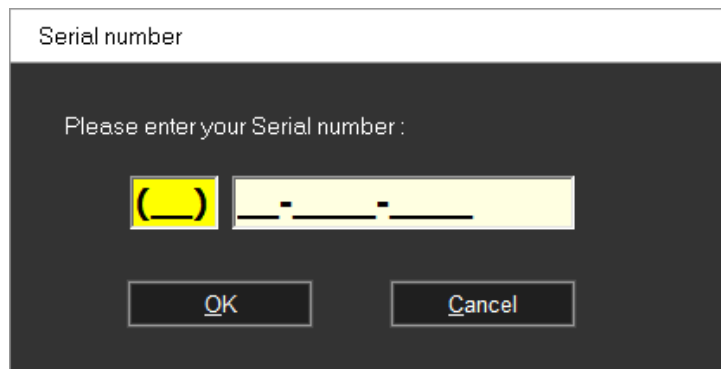 Serial number
Please enter your Serial number :
(__) __-____-____
OK Cancel